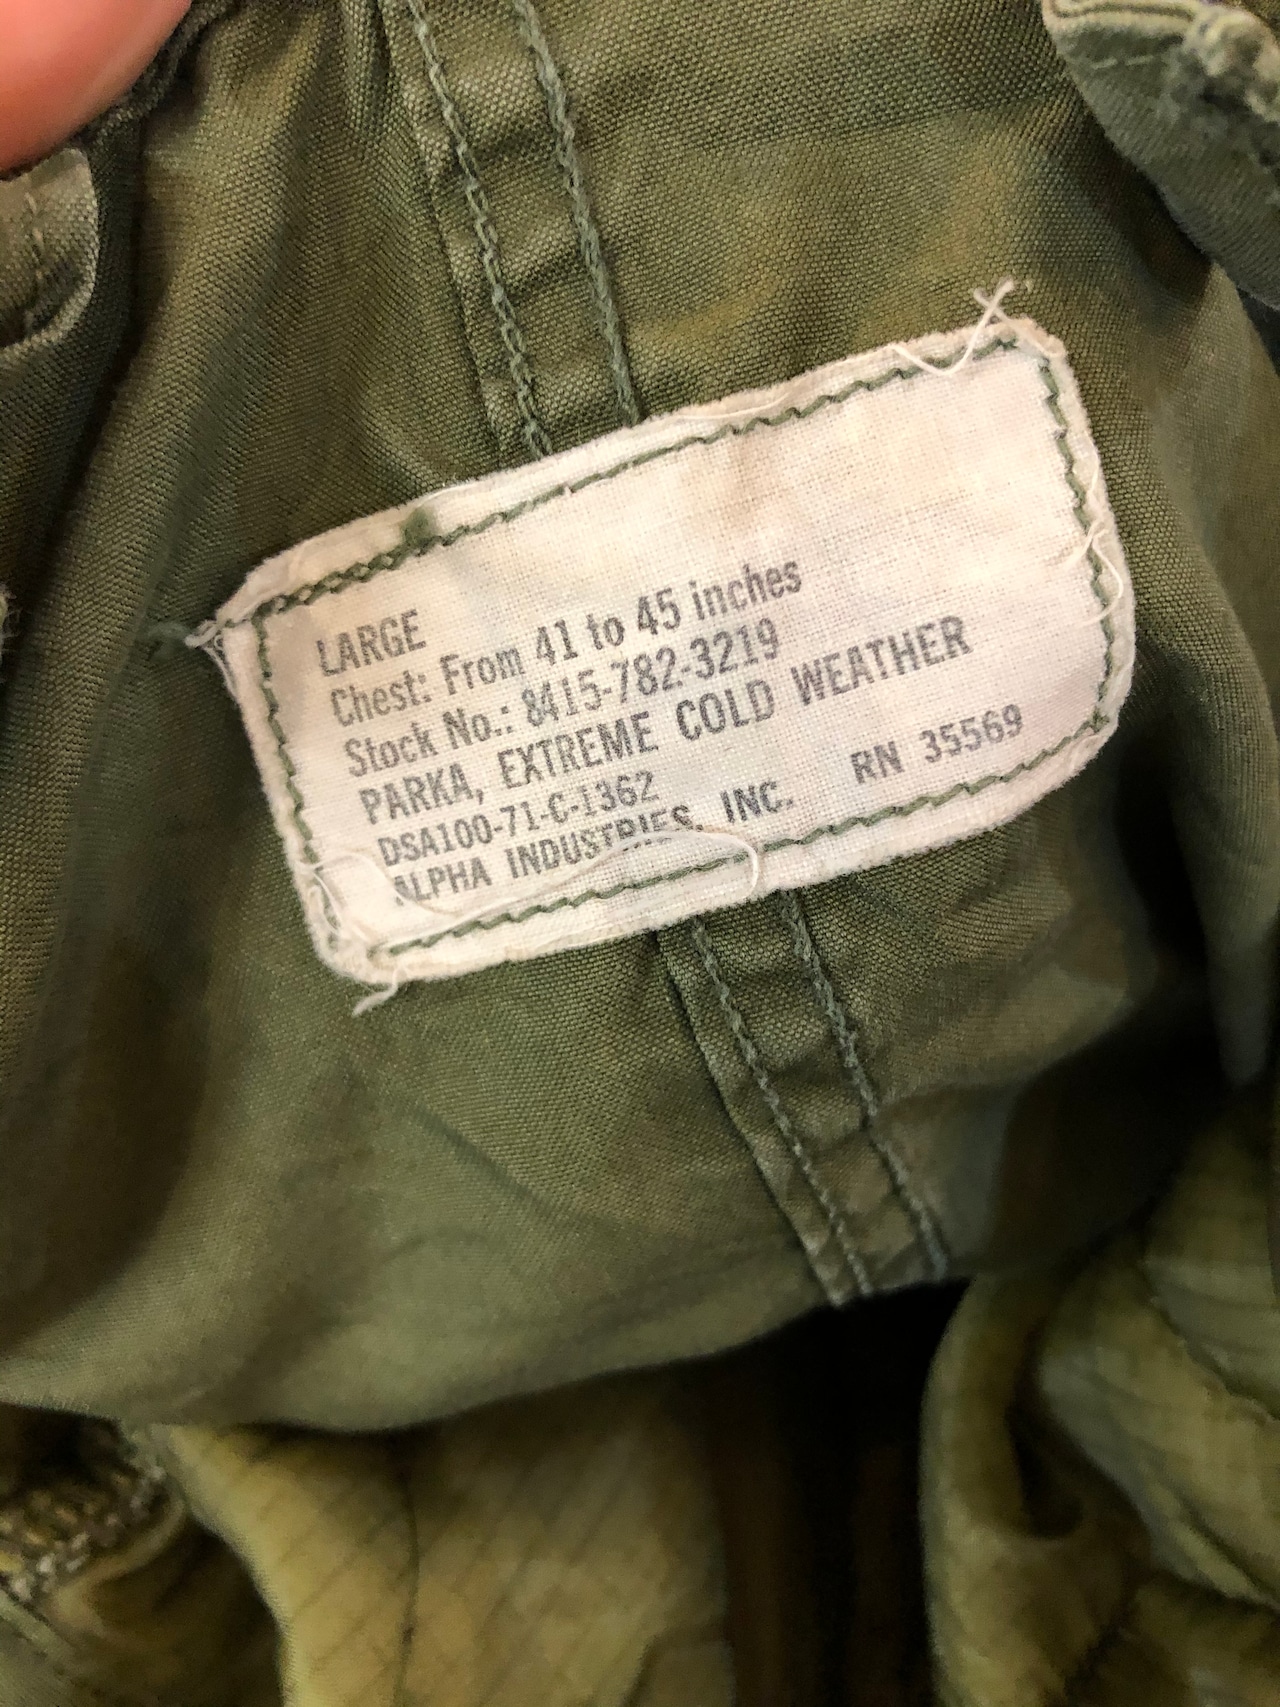 LARGE
Chest: From 41 to 45 inches
Stock No.: 8415-782-3219
PARKA, EXTREME COLD WEATHER
DSA100-71-C-1362
ALPHA INDUSTRIES, INC. RN 35569